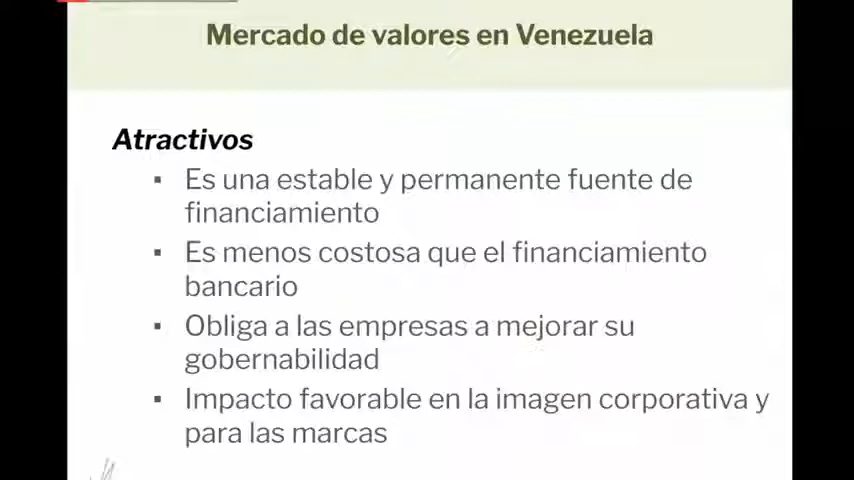 Mercado de valores en Venezuela
Atractivos
▪ Es una estable y permanente fuente de
financiamiento
▪ Es menos costosa que el financiamiento
bancario
▪ Obliga a las empresas a mejorar su
gobernabilidad
▪ Impacto favorable en la imagen corporativa y
para las marcas